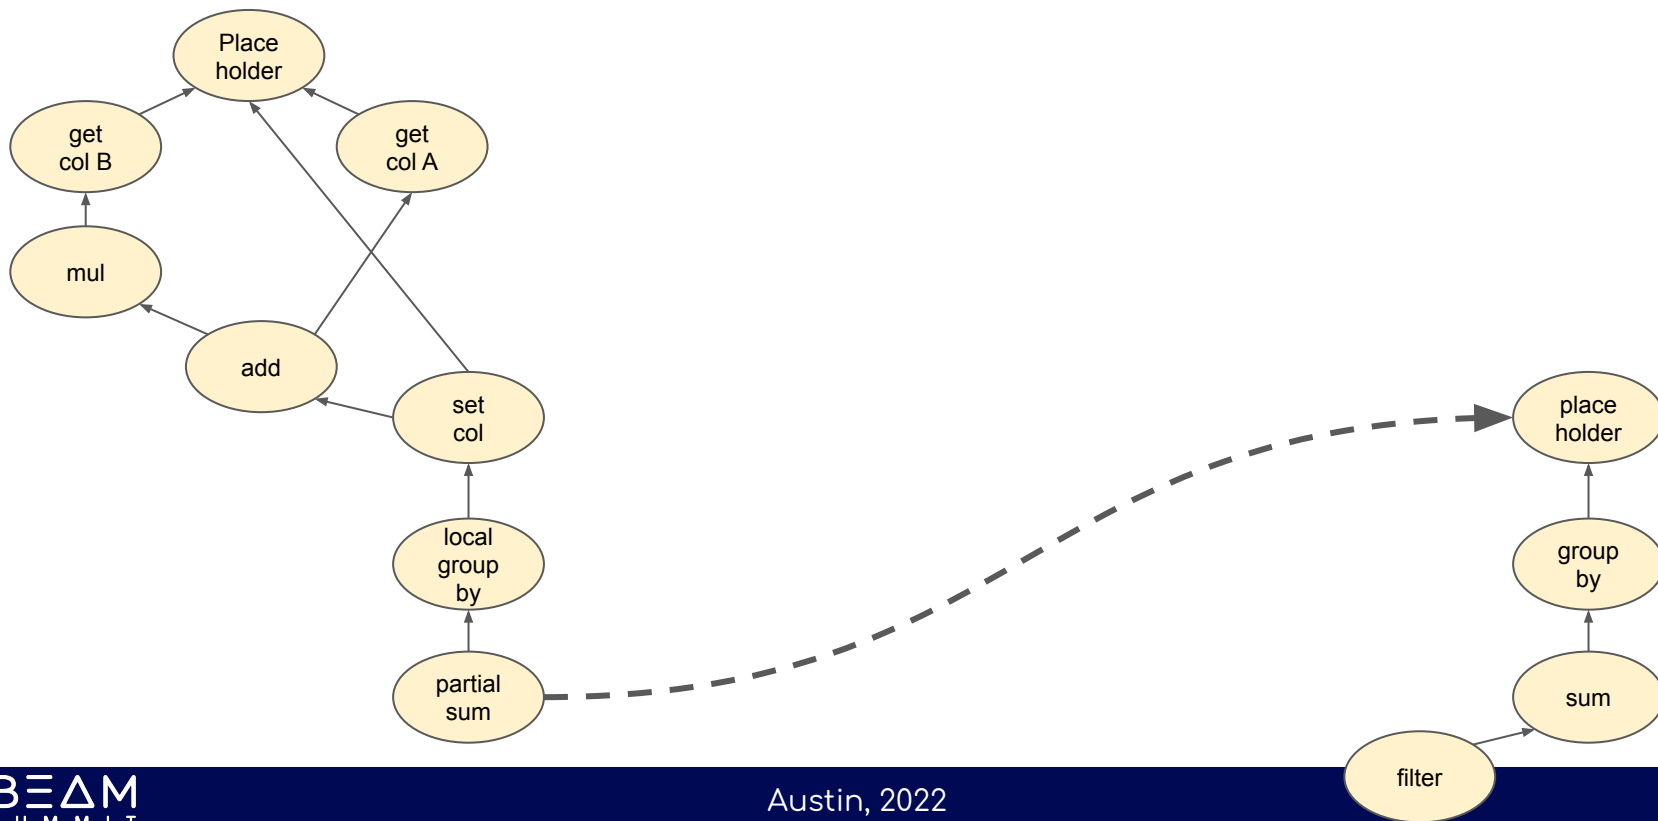 Place
holder
get
col B
get
col A
mul
add
set
col
place
holder
local
group
by
group
by
partial
sum
sum
filter
BEAM
Austin, 2022